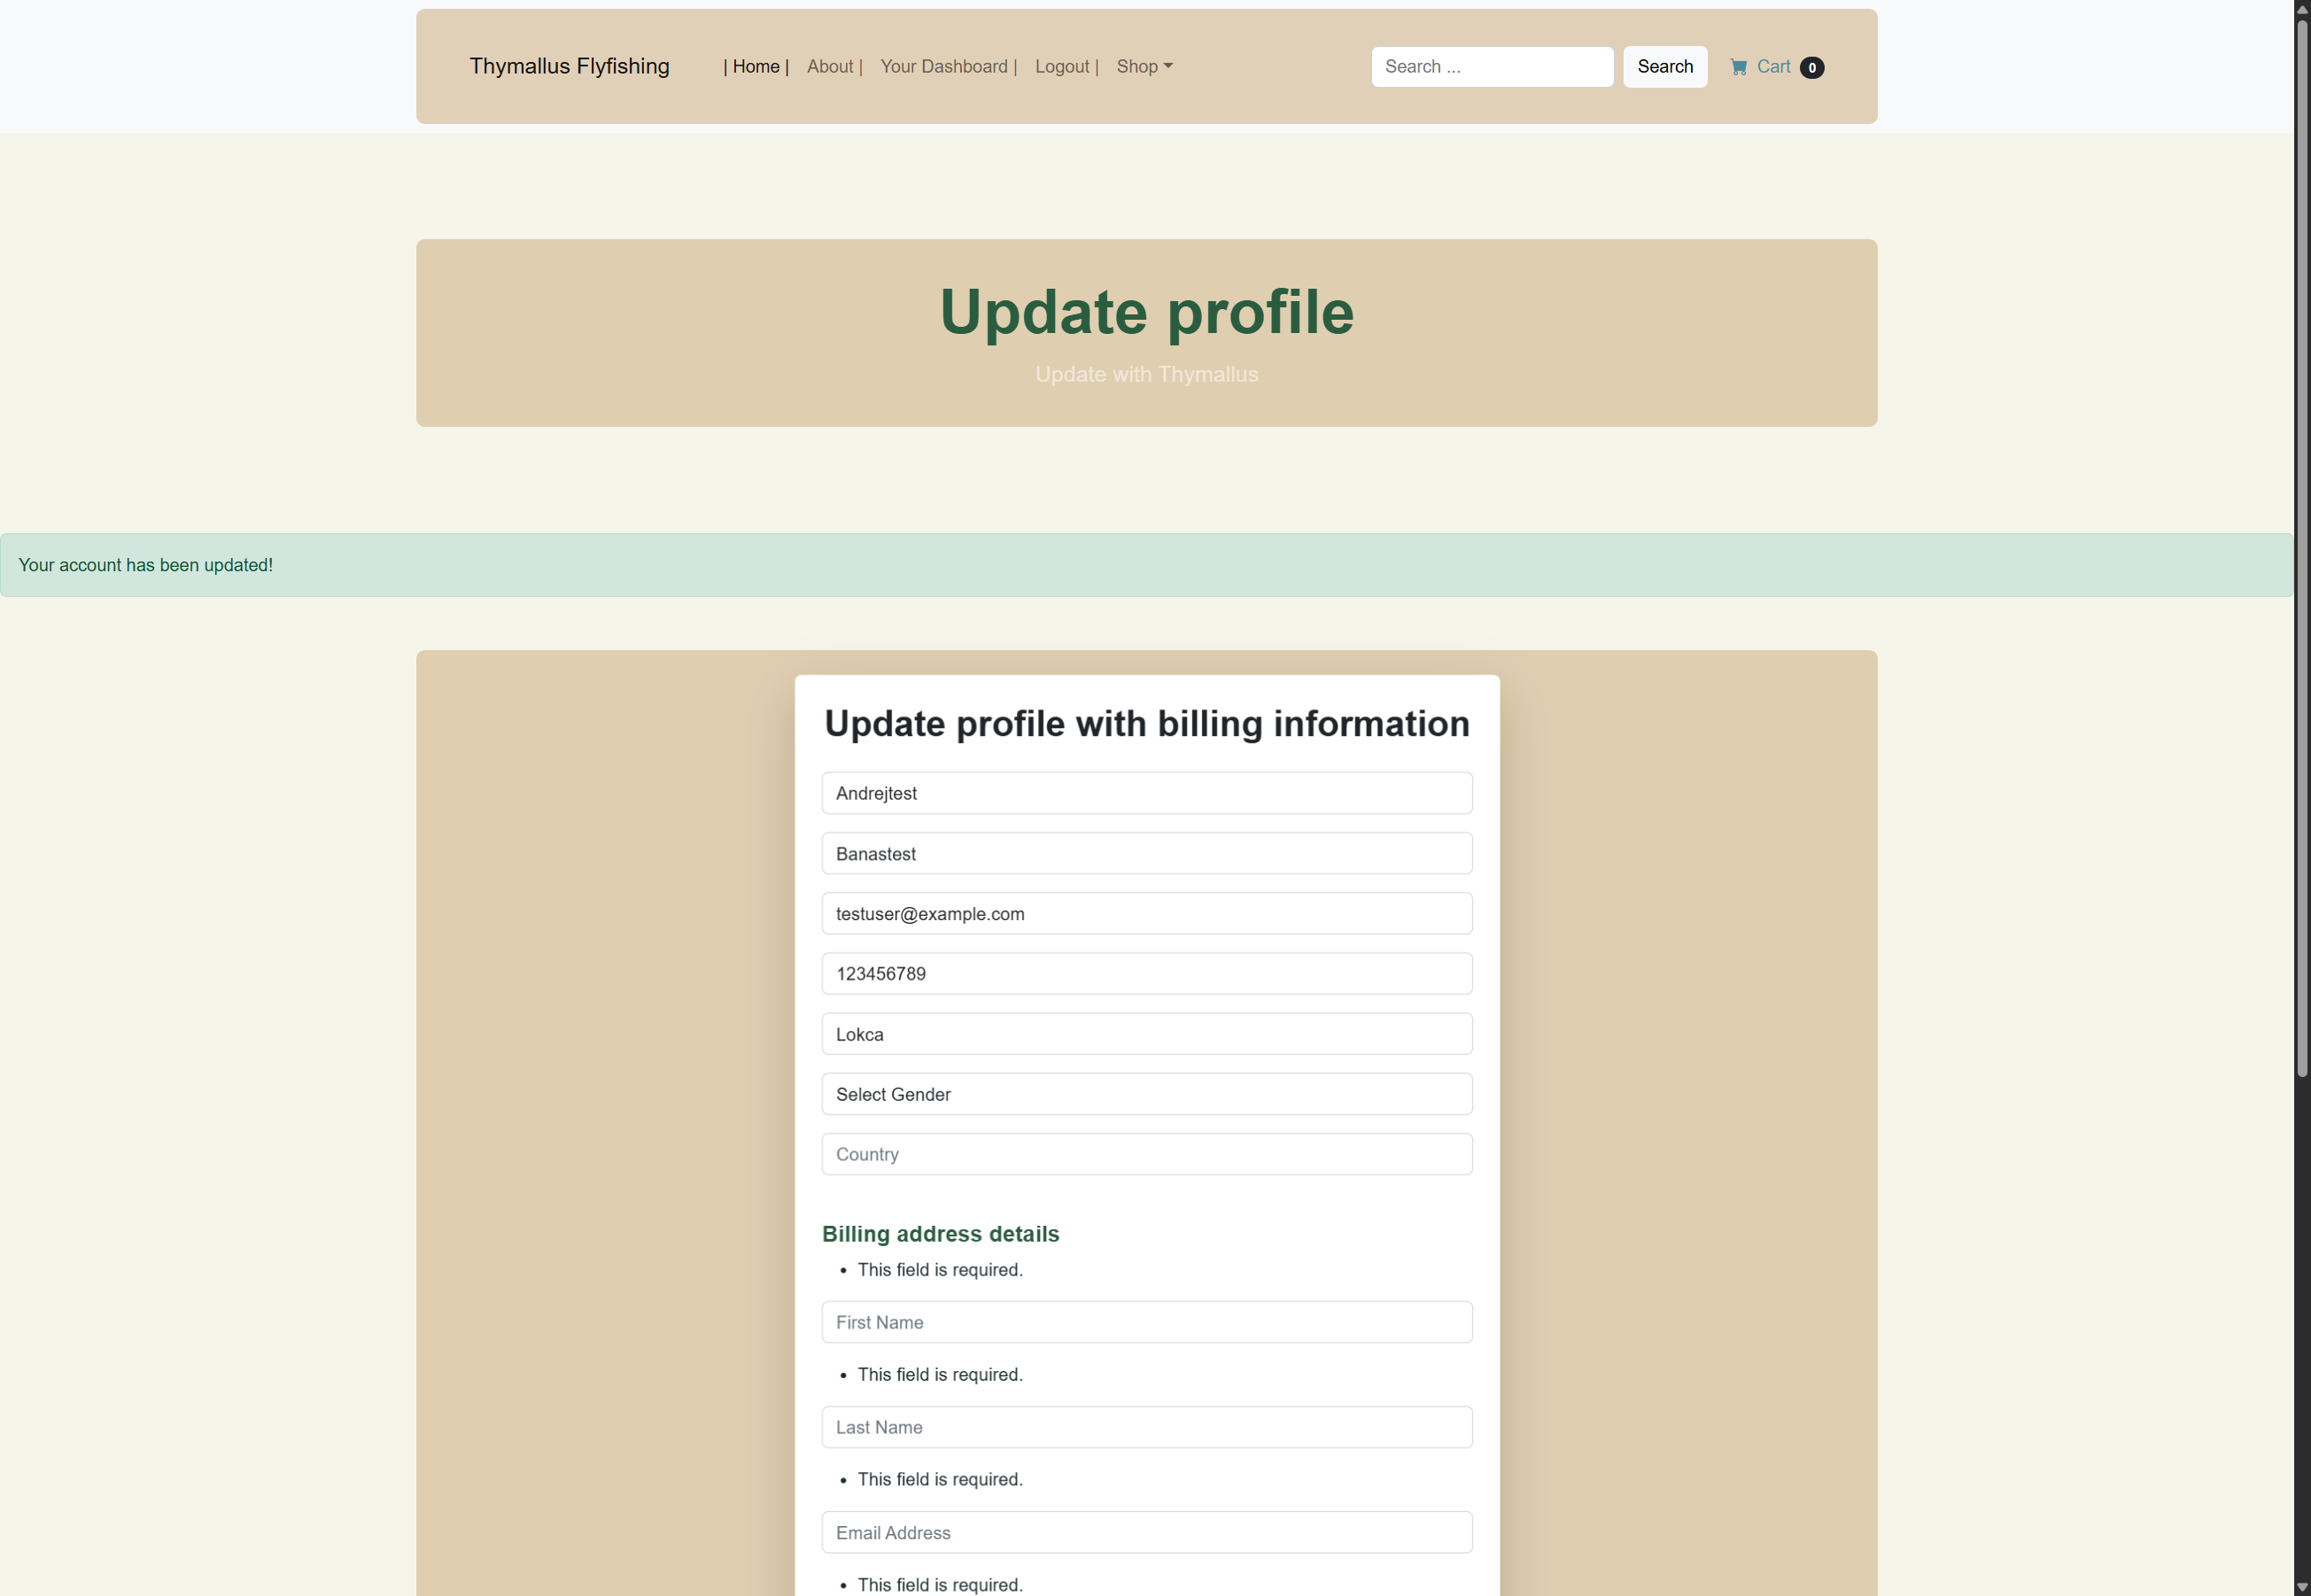 Thymallus Flyfishing | Home | About | Your Dashboard | Logout | Shop Search ... Search Cart 0
Update profile
Update with Thymallus
Your account has been updated!
Update profile with billing information
Andrejtest
Banastest
testuser@example.com
123456789
Lokca
Select Gender
Country
Billing address details
• This field is required.
First Name
• This field is required.
Last Name
• This field is required.
Email Address
• This field is required.